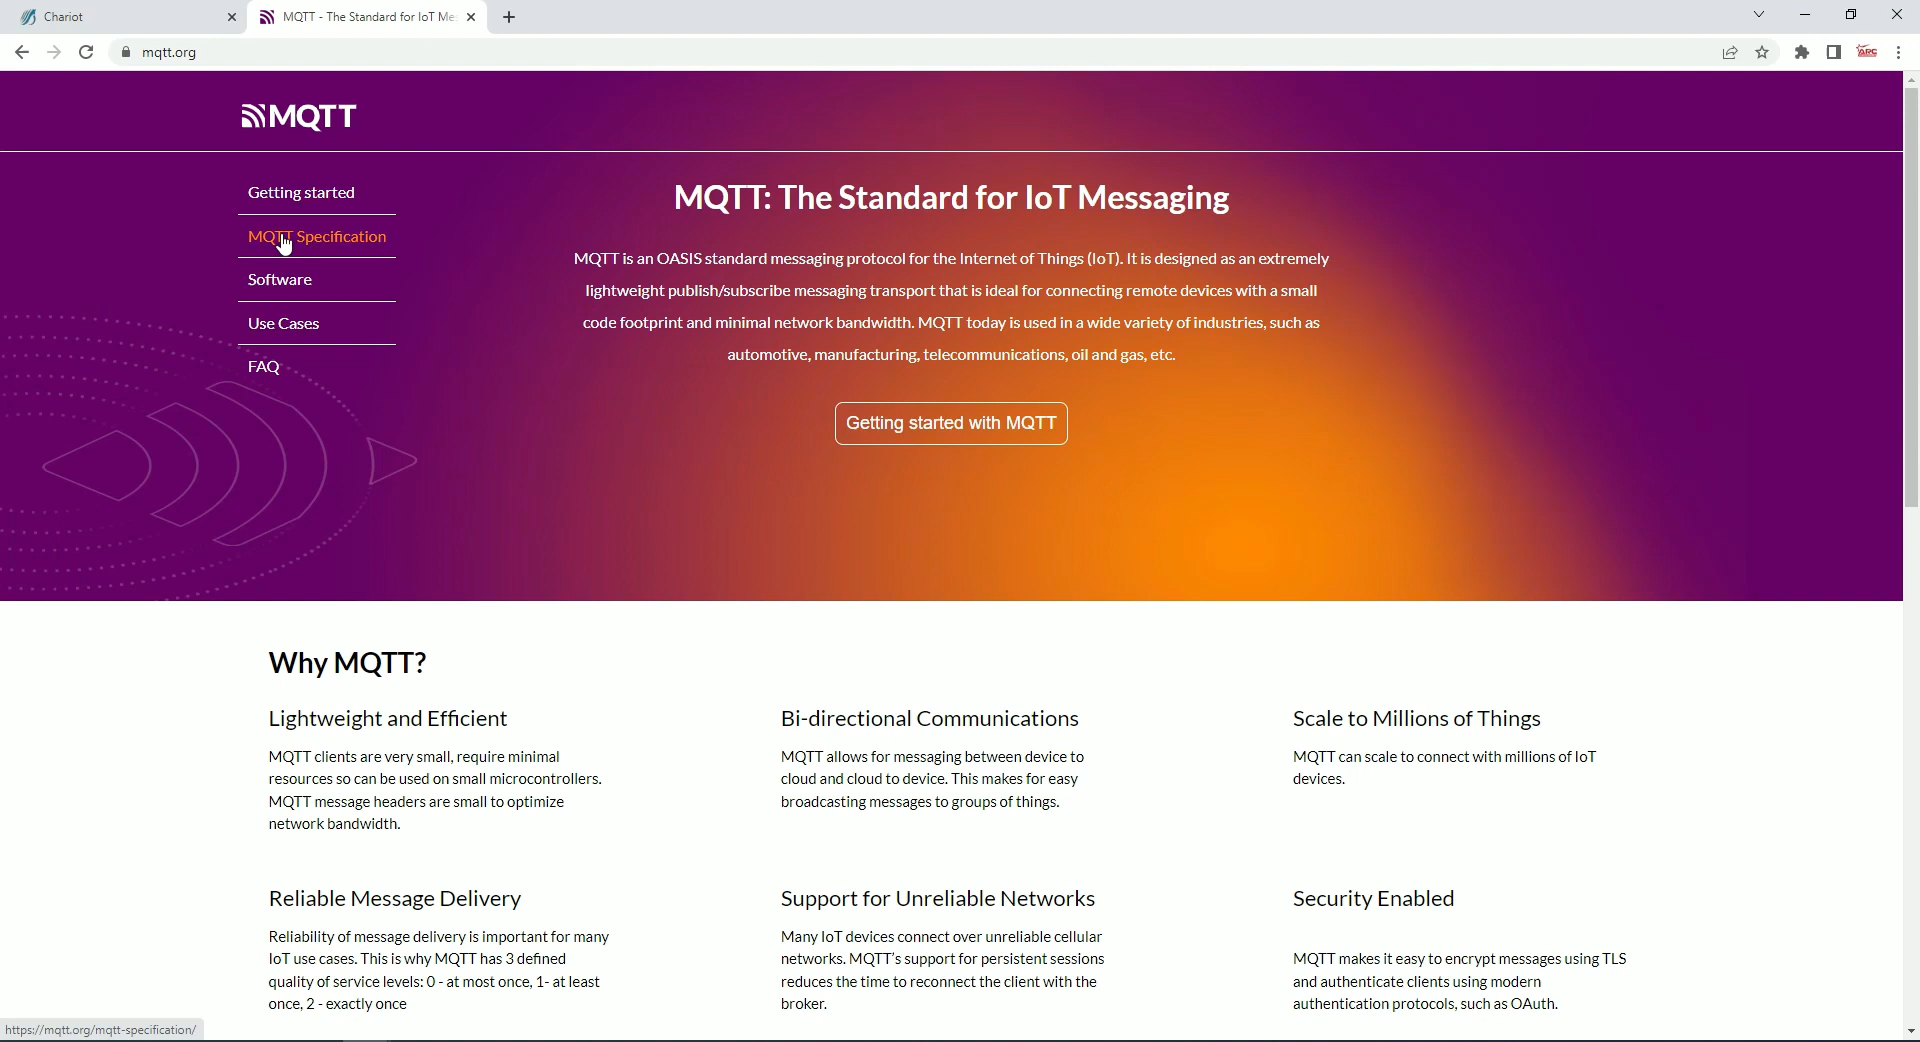 Chariot
MQTT - The Standard for IoT Me
mqtt.org
MQTT
Getting started
MQTT Specification
Software
Use Cases
FAQ
MQTT: The Standard for IoT Messaging
MQTT is an OASIS standard messaging protocol for the Internet of Things (IoT). It is designed as an extremely
lightweight publish/subscribe messaging transport that is ideal for connecting remote devices with a small
code footprint and minimal network bandwidth. MQTT today is used in a wide variety of industries, such as
automotive, manufacturing, telecommunications, oil and gas, etc.
Getting started with MQTT
Why MQTT?
Lightweight and Efficient
MQTT clients are very small, require minimal
resources so can be used on small microcontrollers.
MQTT message headers are small to optimize
network bandwidth.
Bi-directional Communications
MQTT allows for messaging between device to
cloud and cloud to device. This makes for easy
broadcasting messages to groups of things.
Scale to Millions of Things
MQTT can scale to connect with millions of IoT
devices.
Reliable Message Delivery
Reliability of message delivery is important for many
IoT use cases. This is why MQTT has 3 defined
quality of service levels: 0 - at most once, 1- at least
once, 2 - exactly once
Support for Unreliable Networks
Many IoT devices connect over unreliable cellular
networks. MQTT's support for persistent sessions
reduces the time to reconnect the client with the
broker.
Security Enabled
MQTT makes it easy to encrypt messages using TLS
and authenticate clients using modern
authentication protocols, such as OAuth.
https://mqtt.org/mqtt-specification/
ARC